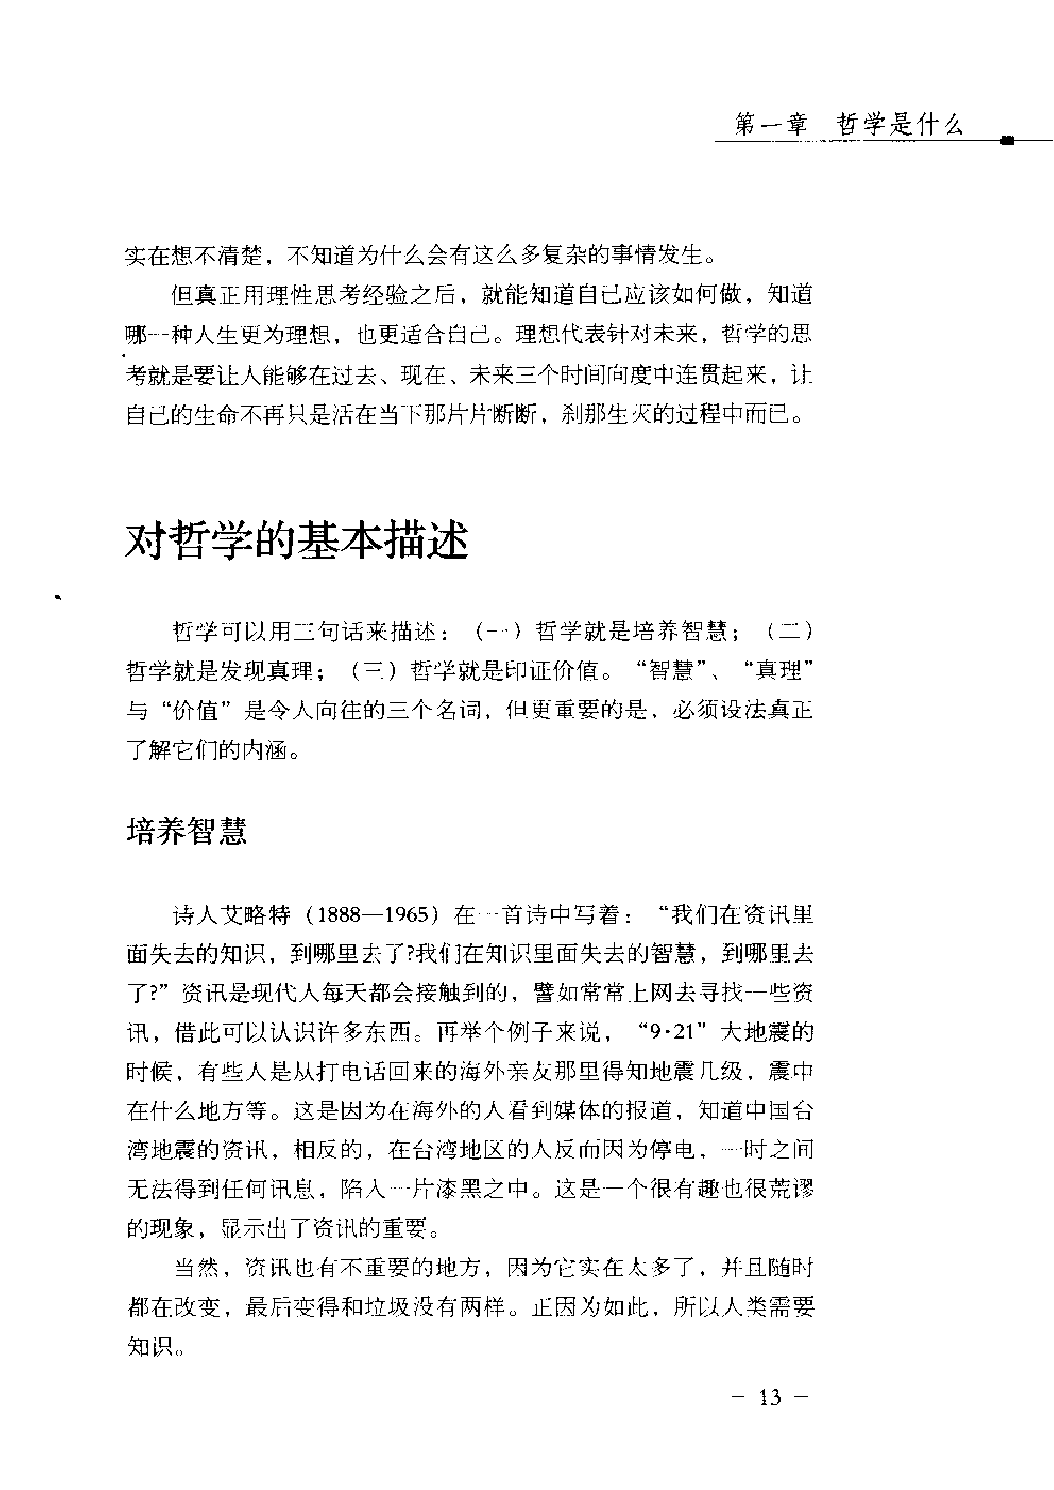 第一章 哲学是什么
实在想不清楚，不知道为什么会有这么多复杂的事情发生。
但真正用理性思考经验之后，就能知道自己应该如何做，知道
哪一种人生更为理想，也更适合自己。理想代表针对未来，哲学的思
考就是要让人能够在过去、现在、未来三个时间向度中连贯起来，让
自己的生命不再只是活在当下那片片断断，刹那生灭的过程中而已。
对哲学的基本描述
哲学可以用三句话来描述：（一）哲学就是培养智慧；（二）
哲学就是发现真理；（三）哲学就是印证价值。“智慧”、“真理”
与“价值”是令人向往的三个名词，但更重要的是，必须设法真正
了解它们的内涵。
培养智慧
诗人艾略特（1888—1965）在一首诗中写着：“我们在资讯里
面失去的知识，到哪里去了?我们在知识里面失去的智慧，到哪里去
了?”资讯是现代人每天都会接触到的，譬如常常上网去寻找一些资
讯，借此可以认识许多东西。再举个例子来说，“9·21”大地震的
时候，有些人是从打电话回来的海外亲友那里得知地震几级，震中
在什么地方等。这是因为在海外的人看到媒体的报道，知道中国台
湾地震的资讯，相反的，在台湾地区的人反而因为停电，一时之间
无法得到任何讯息，陷入一片漆黑之中。这是一个很有趣也很荒谬
的现象，显示出了资讯的重要。
当然，资讯也有不重要的地方，因为它实在太多了，并且随时
都在改变，最后变得和垃圾没有两样。正因为如此，所以人类需要
知识。
— 13 —